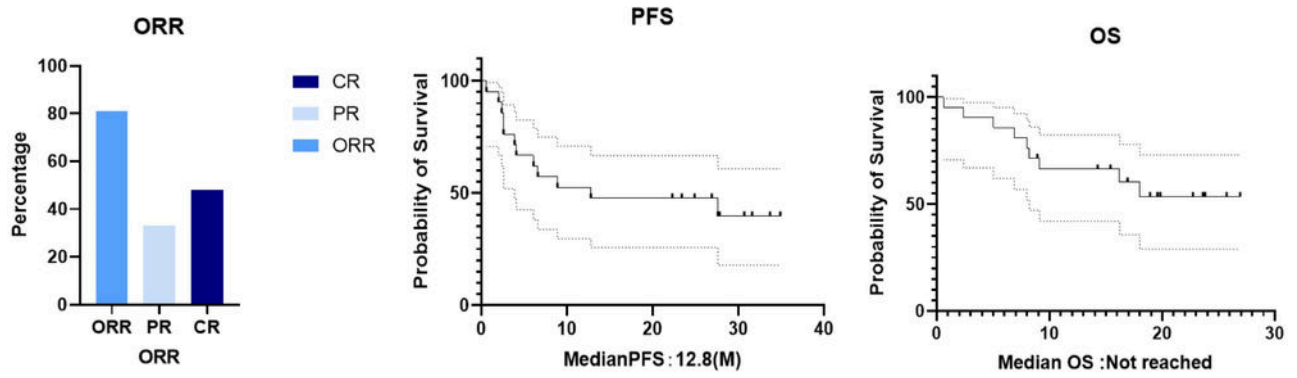 ORR
Percentage
100
80
60
40
20
0
ORR PR CR
ORR
CR
PR
ORR
PFS
Probability of Survival
100
50
0
0 10 20 30 40
MedianPFS：12.8(M)
OS
Probability of Survival
100
50
0
0 10 20 30
Median OS :Not reached